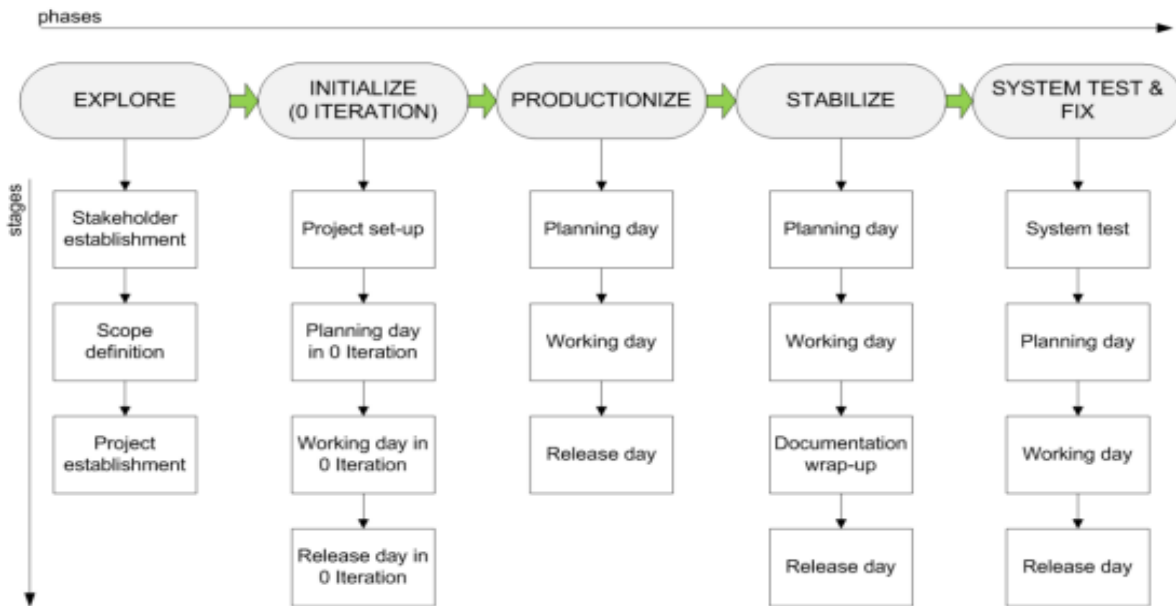 phases
EXPLORE
INITIALIZE
(0 ITERATION)
PRODUCTIONIZE
STABILIZE
SYSTEM TEST &
FIX
stages
Stakeholder
establishment
Scope
definition
Project
establishment
Project set-up
Planning day
in 0 Iteration
Working day in
0 Iteration
Release day in
0 Iteration
Planning day
Working day
Release day
Planning day
Working day
Documentation
wrap-up
Release day
System test
Planning day
Working day
Release day